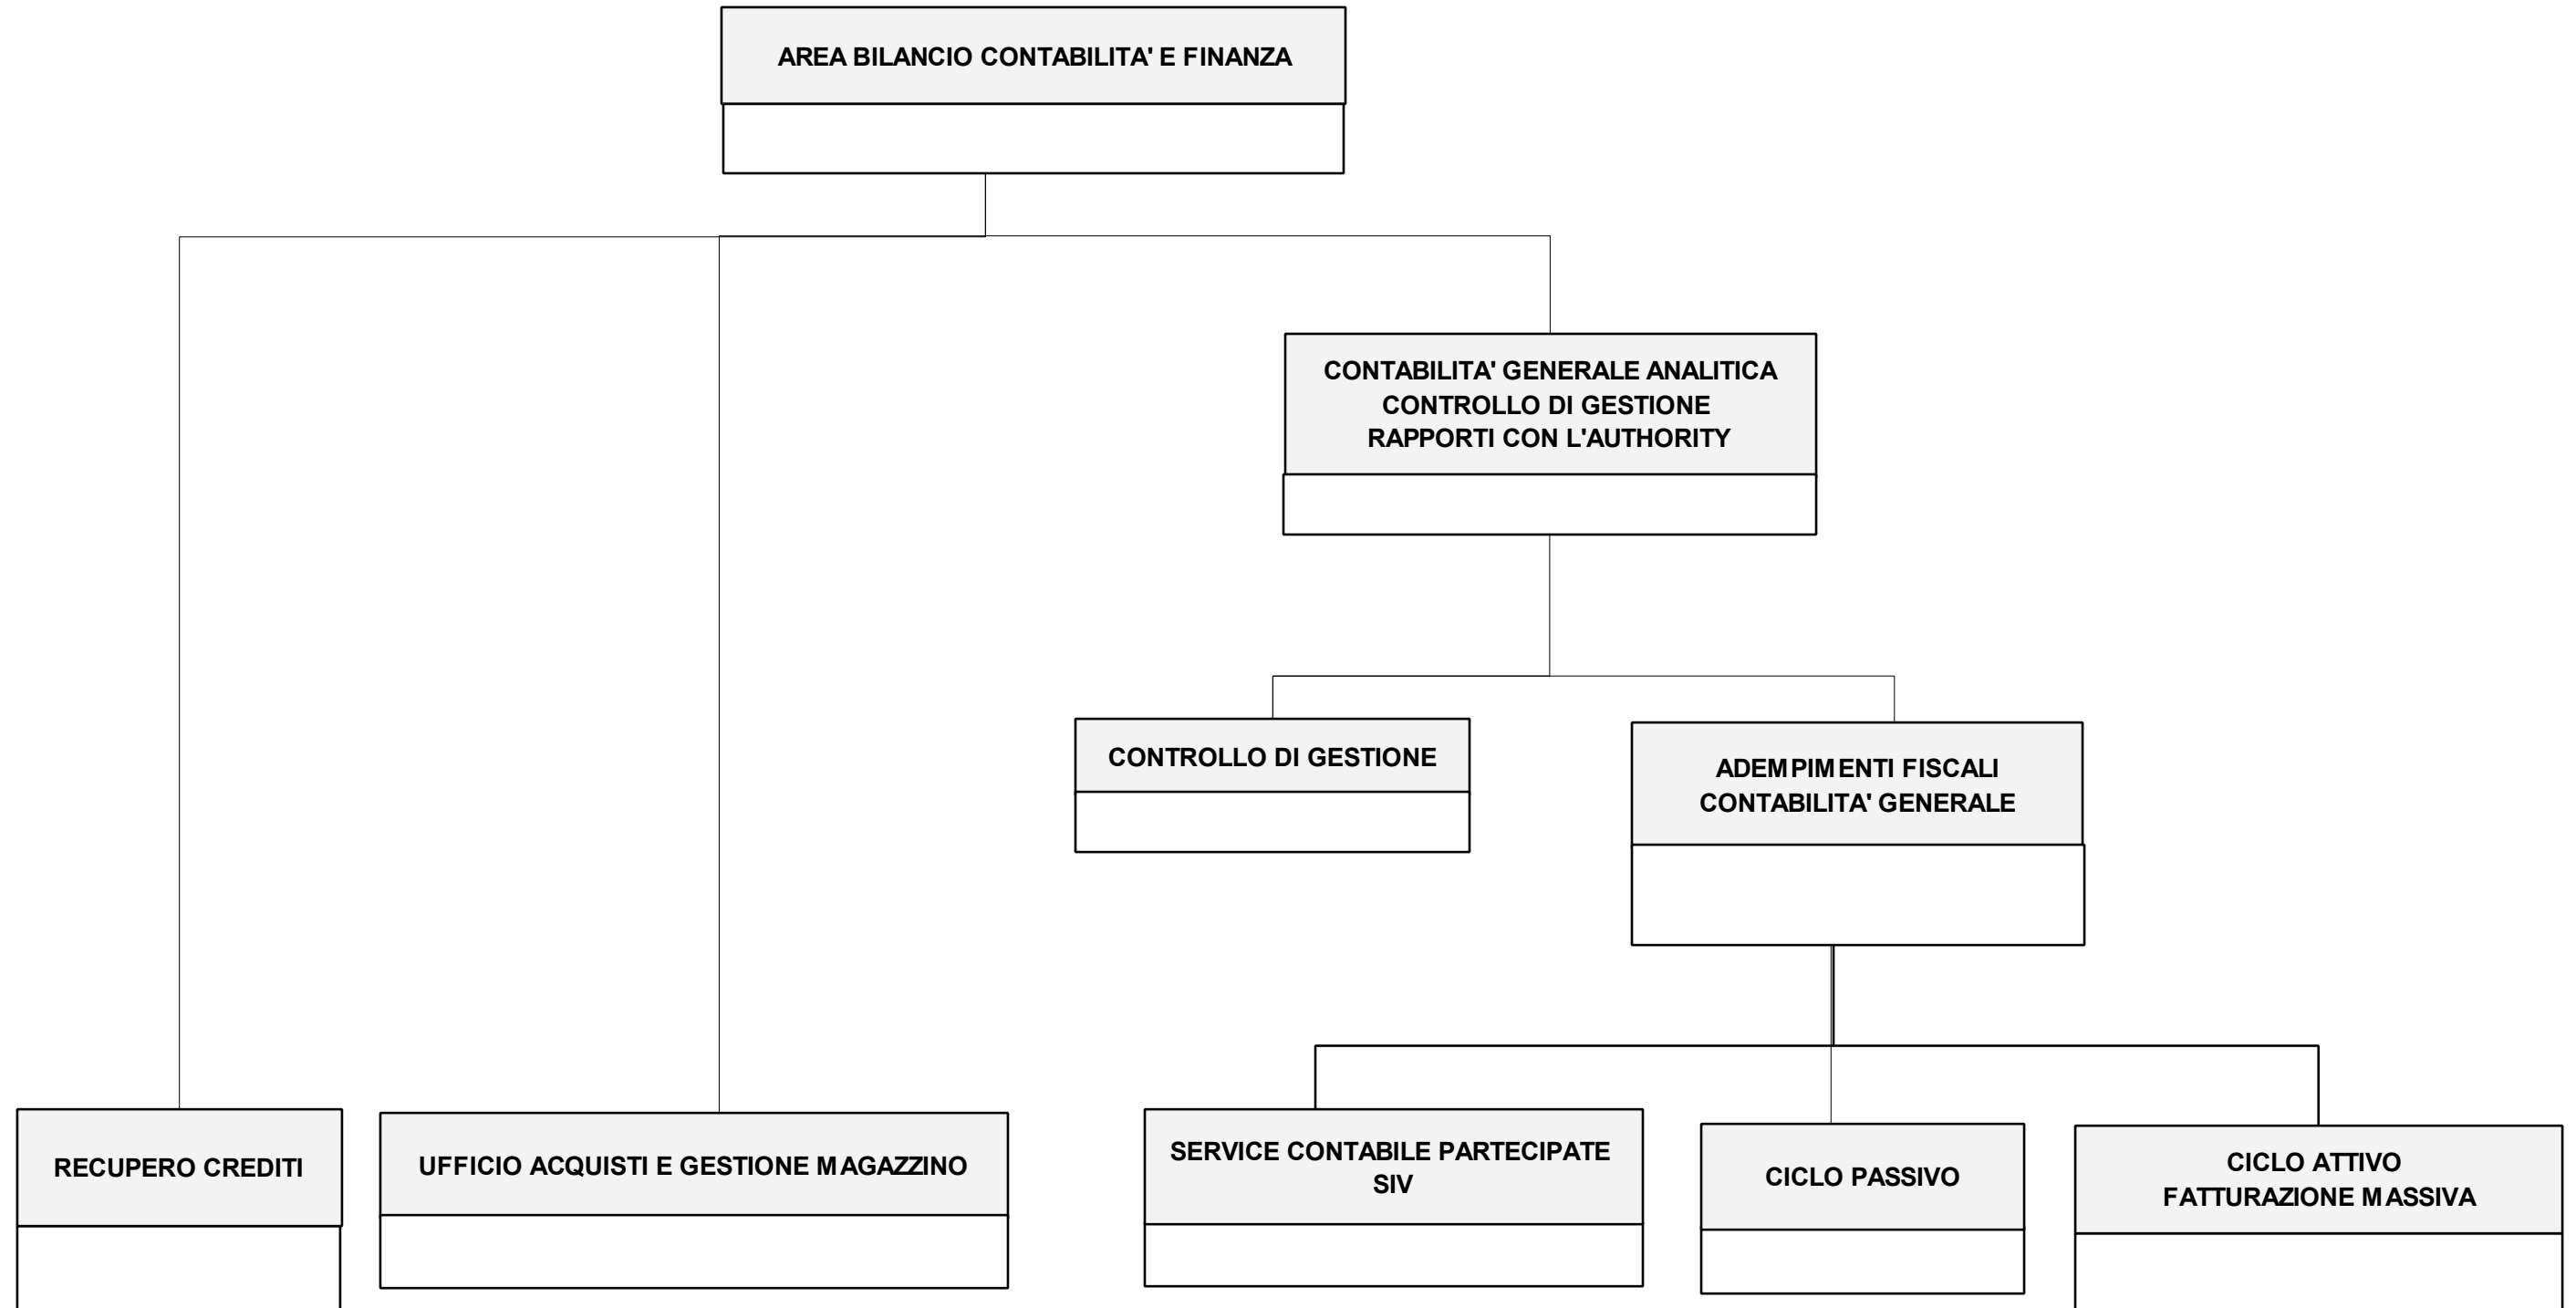 AREA BILANCIO CONTABILITA' E FINANZA
CONTABILITA' GENERALE ANALITICA
CONTROLLO DI GESTIONE
RAPPORTI CON L'AUTHORITY
CONTROLLO DI GESTIONE
ADEMPIMENTI FISCALI
CONTABILITA' GENERALE
RECUPERO CREDITI
UFFICIO ACQUISTI E GESTIONE MAGAZZINO
SERVICE CONTABILE PARTECIPATE
SIV
CICLO PASSIVO
CICLO ATTIVO
FATTURAZIONE MASSIVA